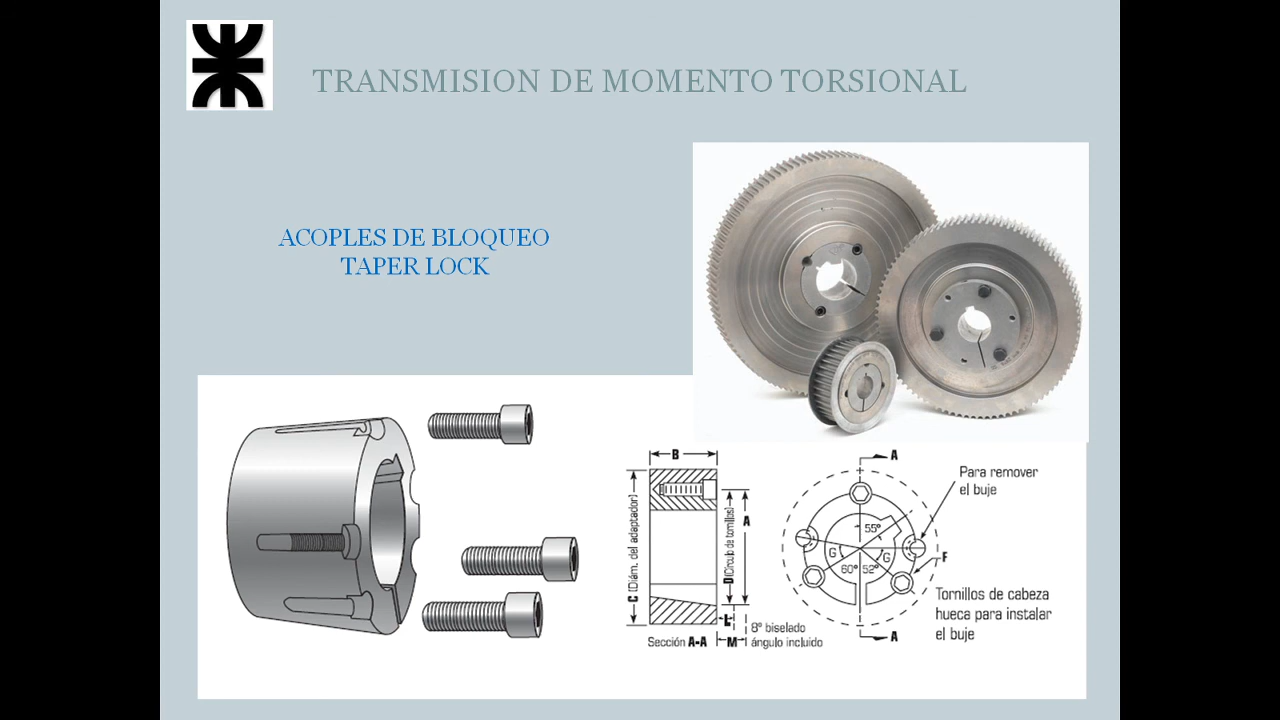 TRANSMISION DE MOMENTO TORSIONAL
ACOPLES DE BLOQUEO
TAPER LOCK
B
A
C (Diám. del adaptador)
D (Círculo de tornillos)
A
L
M
Sección A-A
8° biselado
ángulo incluido
55°
G
G
60°
52°
F
A
Para remover
el buje
Tornillos de cabeza
hueca para instalar
el buje